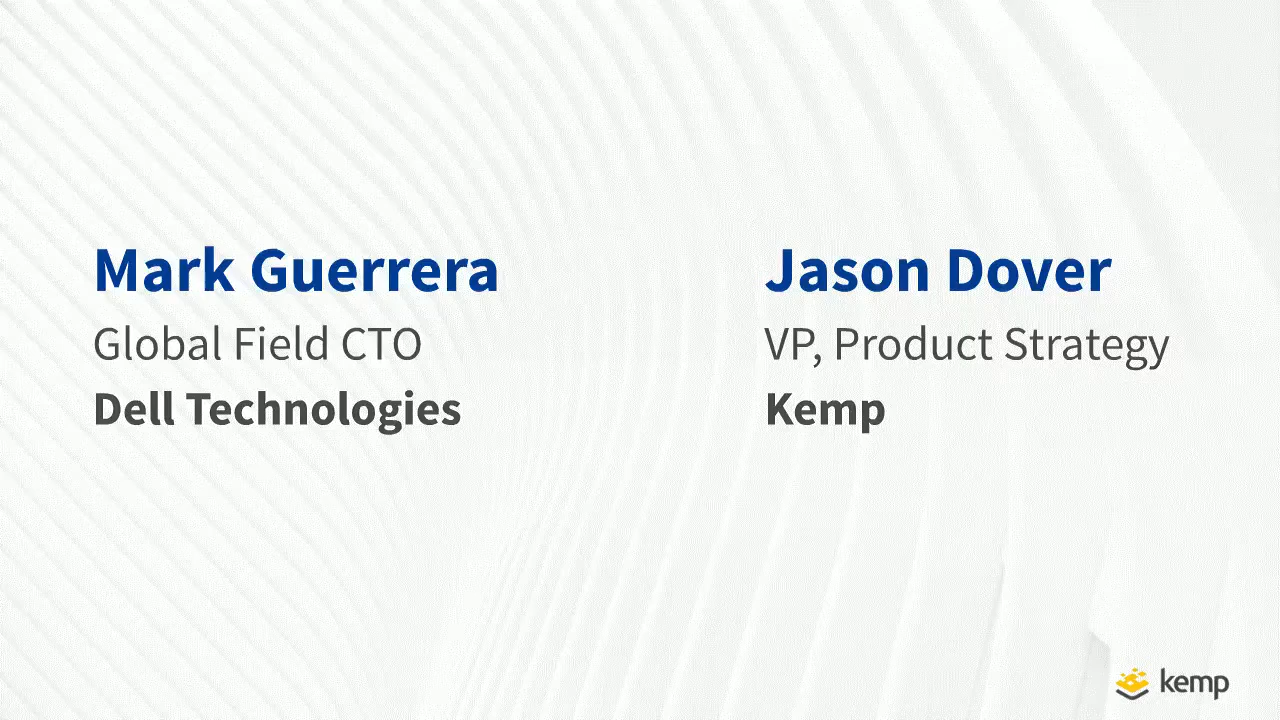 Mark Guerrera
Global Field CTO
Dell Technologies
Jason Dover
VP, Product Strategy
Kemp
kemp